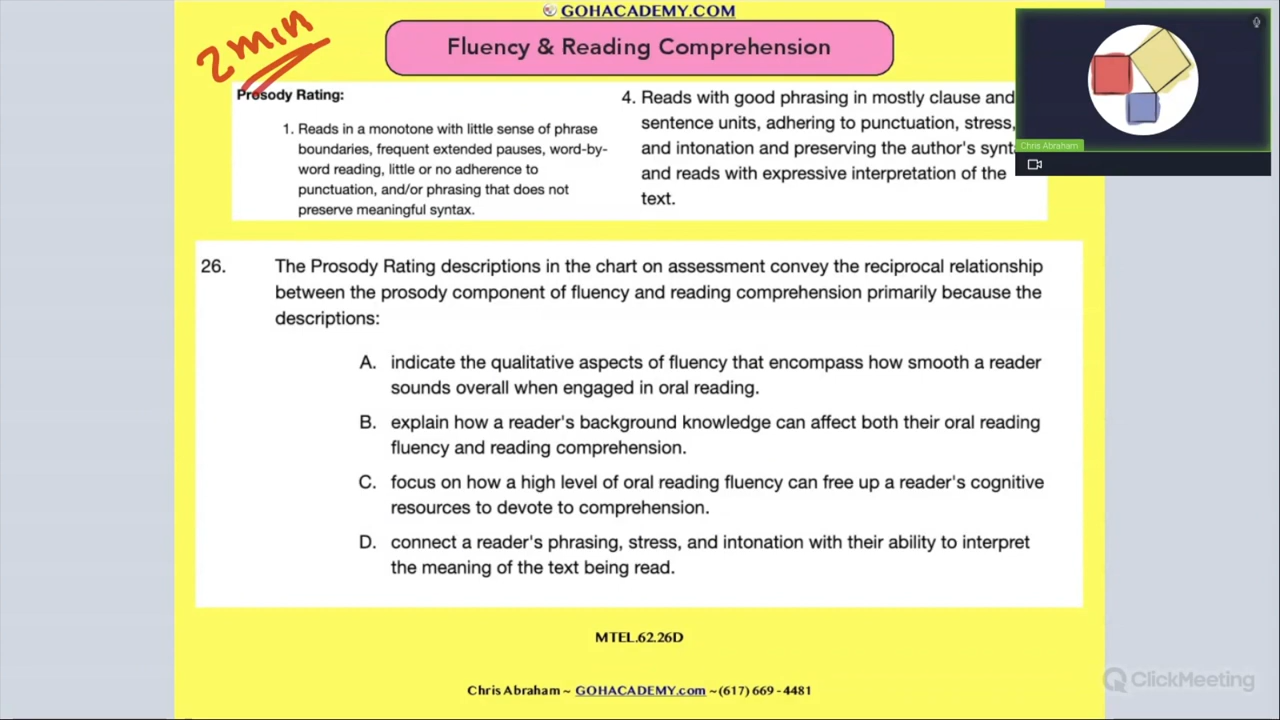 GOHACADEMY.COM
2 min
Fluency & Reading Comprehension
Prosody Rating:
1. Reads in a monotone with little sense of phrase
boundaries, frequent extended pauses, word-by-
word reading, little or no adherence to
punctuation, and/or phrasing that does not
preserve meaningful syntax.
4. Reads with good phrasing in mostly clause and
sentence units, adhering to punctuation, stress,
and intonation and preserving the author's
and reads with expressive interpretation of the
text.
Chris Abraham
26. The Prosody Rating descriptions in the chart on assessment convey the reciprocal relationship
between the prosody component of fluency and reading comprehension primarily because the
descriptions:
A. indicate the qualitative aspects of fluency that encompass how smooth a reader
sounds overall when engaged in oral reading.
B. explain how a reader's background knowledge can affect both their oral reading
fluency and reading comprehension.
C. focus on how a high level of oral reading fluency can free up a reader's cognitive
resources to devote to comprehension.
D. connect a reader's phrasing, stress, and intonation with their ability to interpret
the meaning of the text being read.
MTEL.62.26D
Chris Abraham ~ GOHACADEMY.com ~(617) 669 - 4481
ClickMeeting